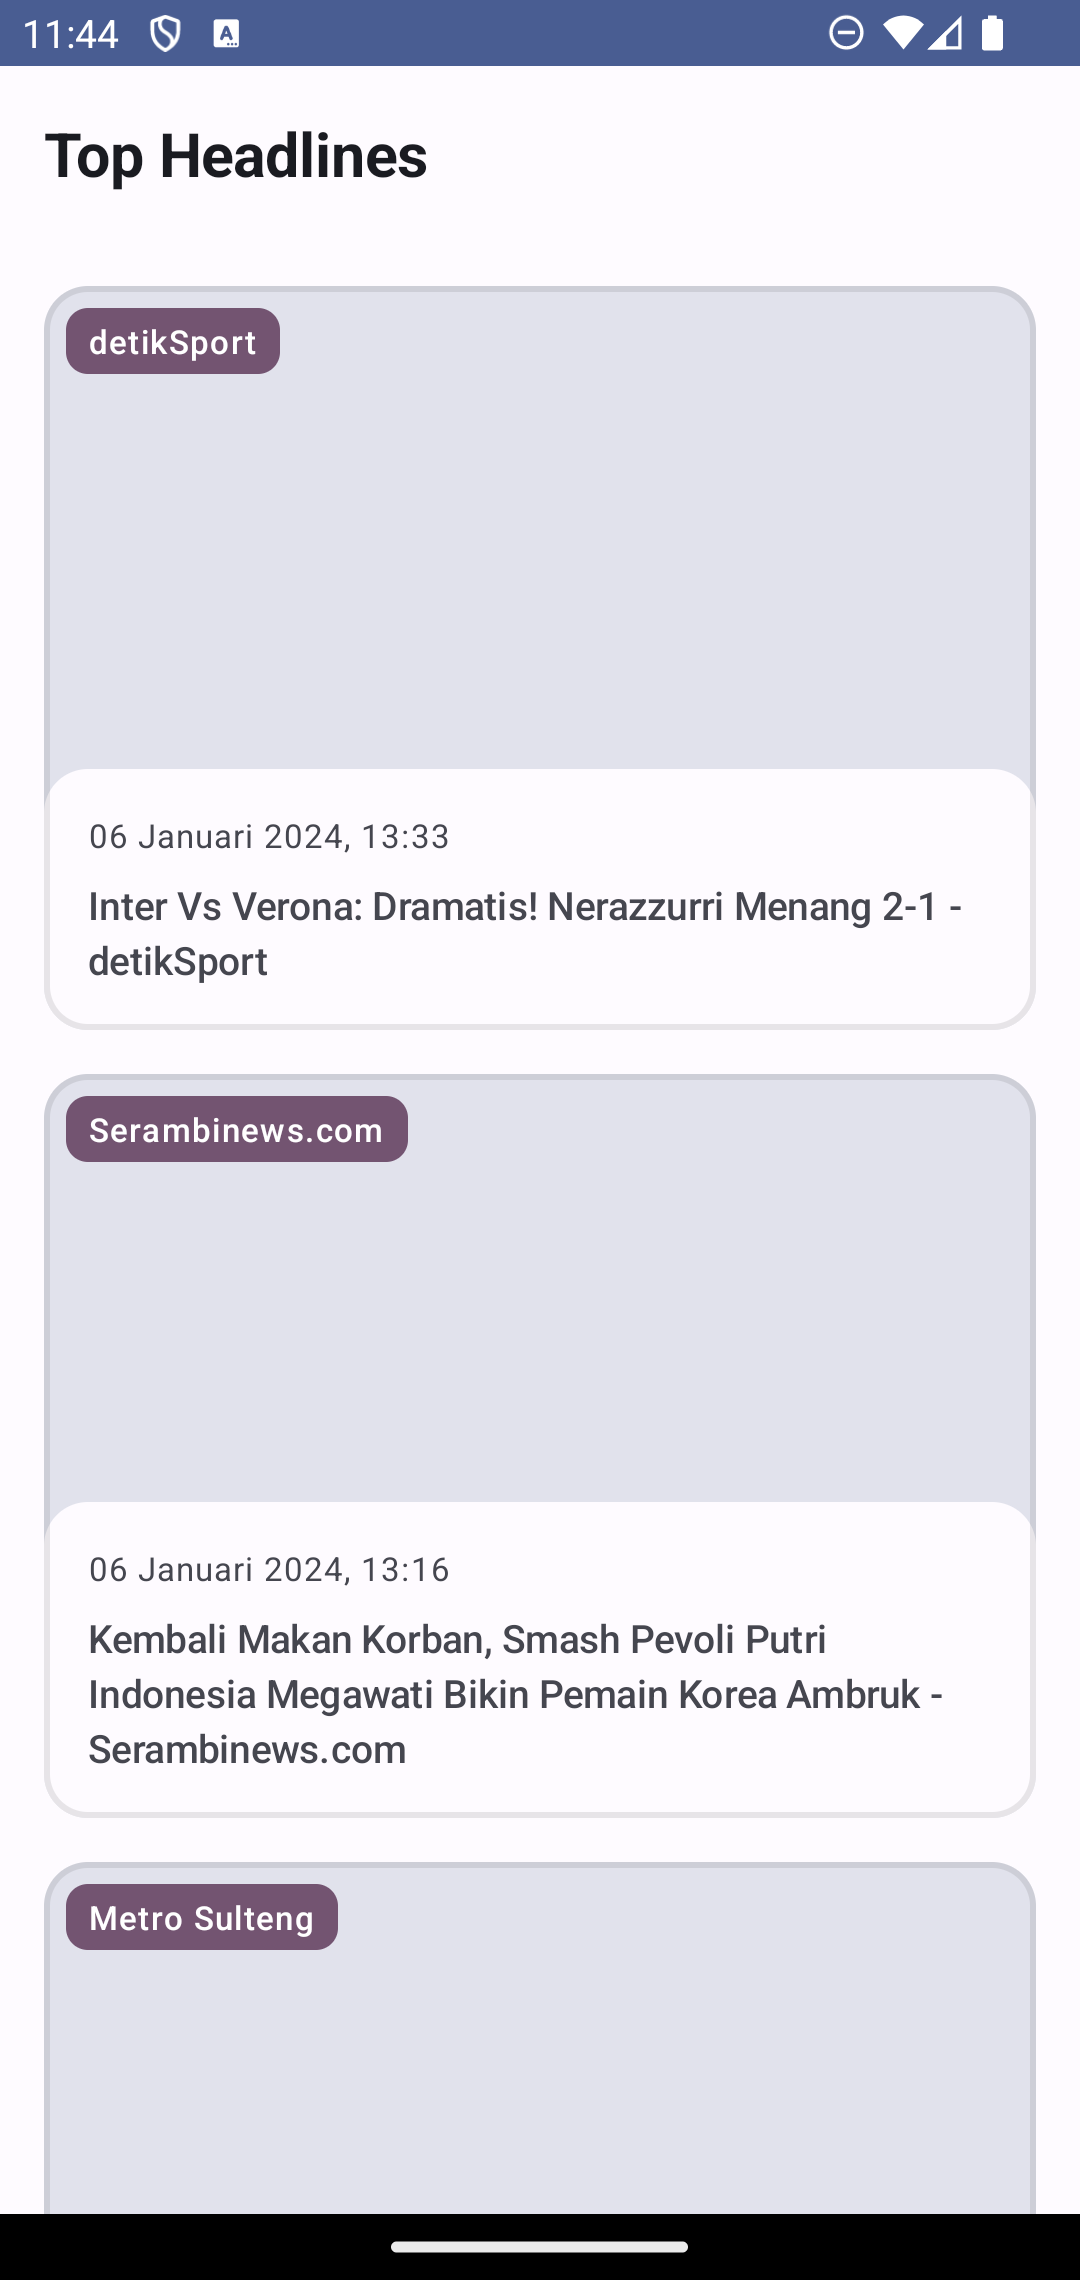 11:44
Top Headlines
detikSport
06 Januari 2024, 13:33
Inter Vs Verona: Dramatis! Nerazzurri Menang 2-1 -
detikSport
Serambinews.com
06 Januari 2024, 13:16
Kembali Makan Korban, Smash Pevoli Putri
Indonesia Megawati Bikin Pemain Korea Ambruk -
Serambinews.com
Metro Sulteng